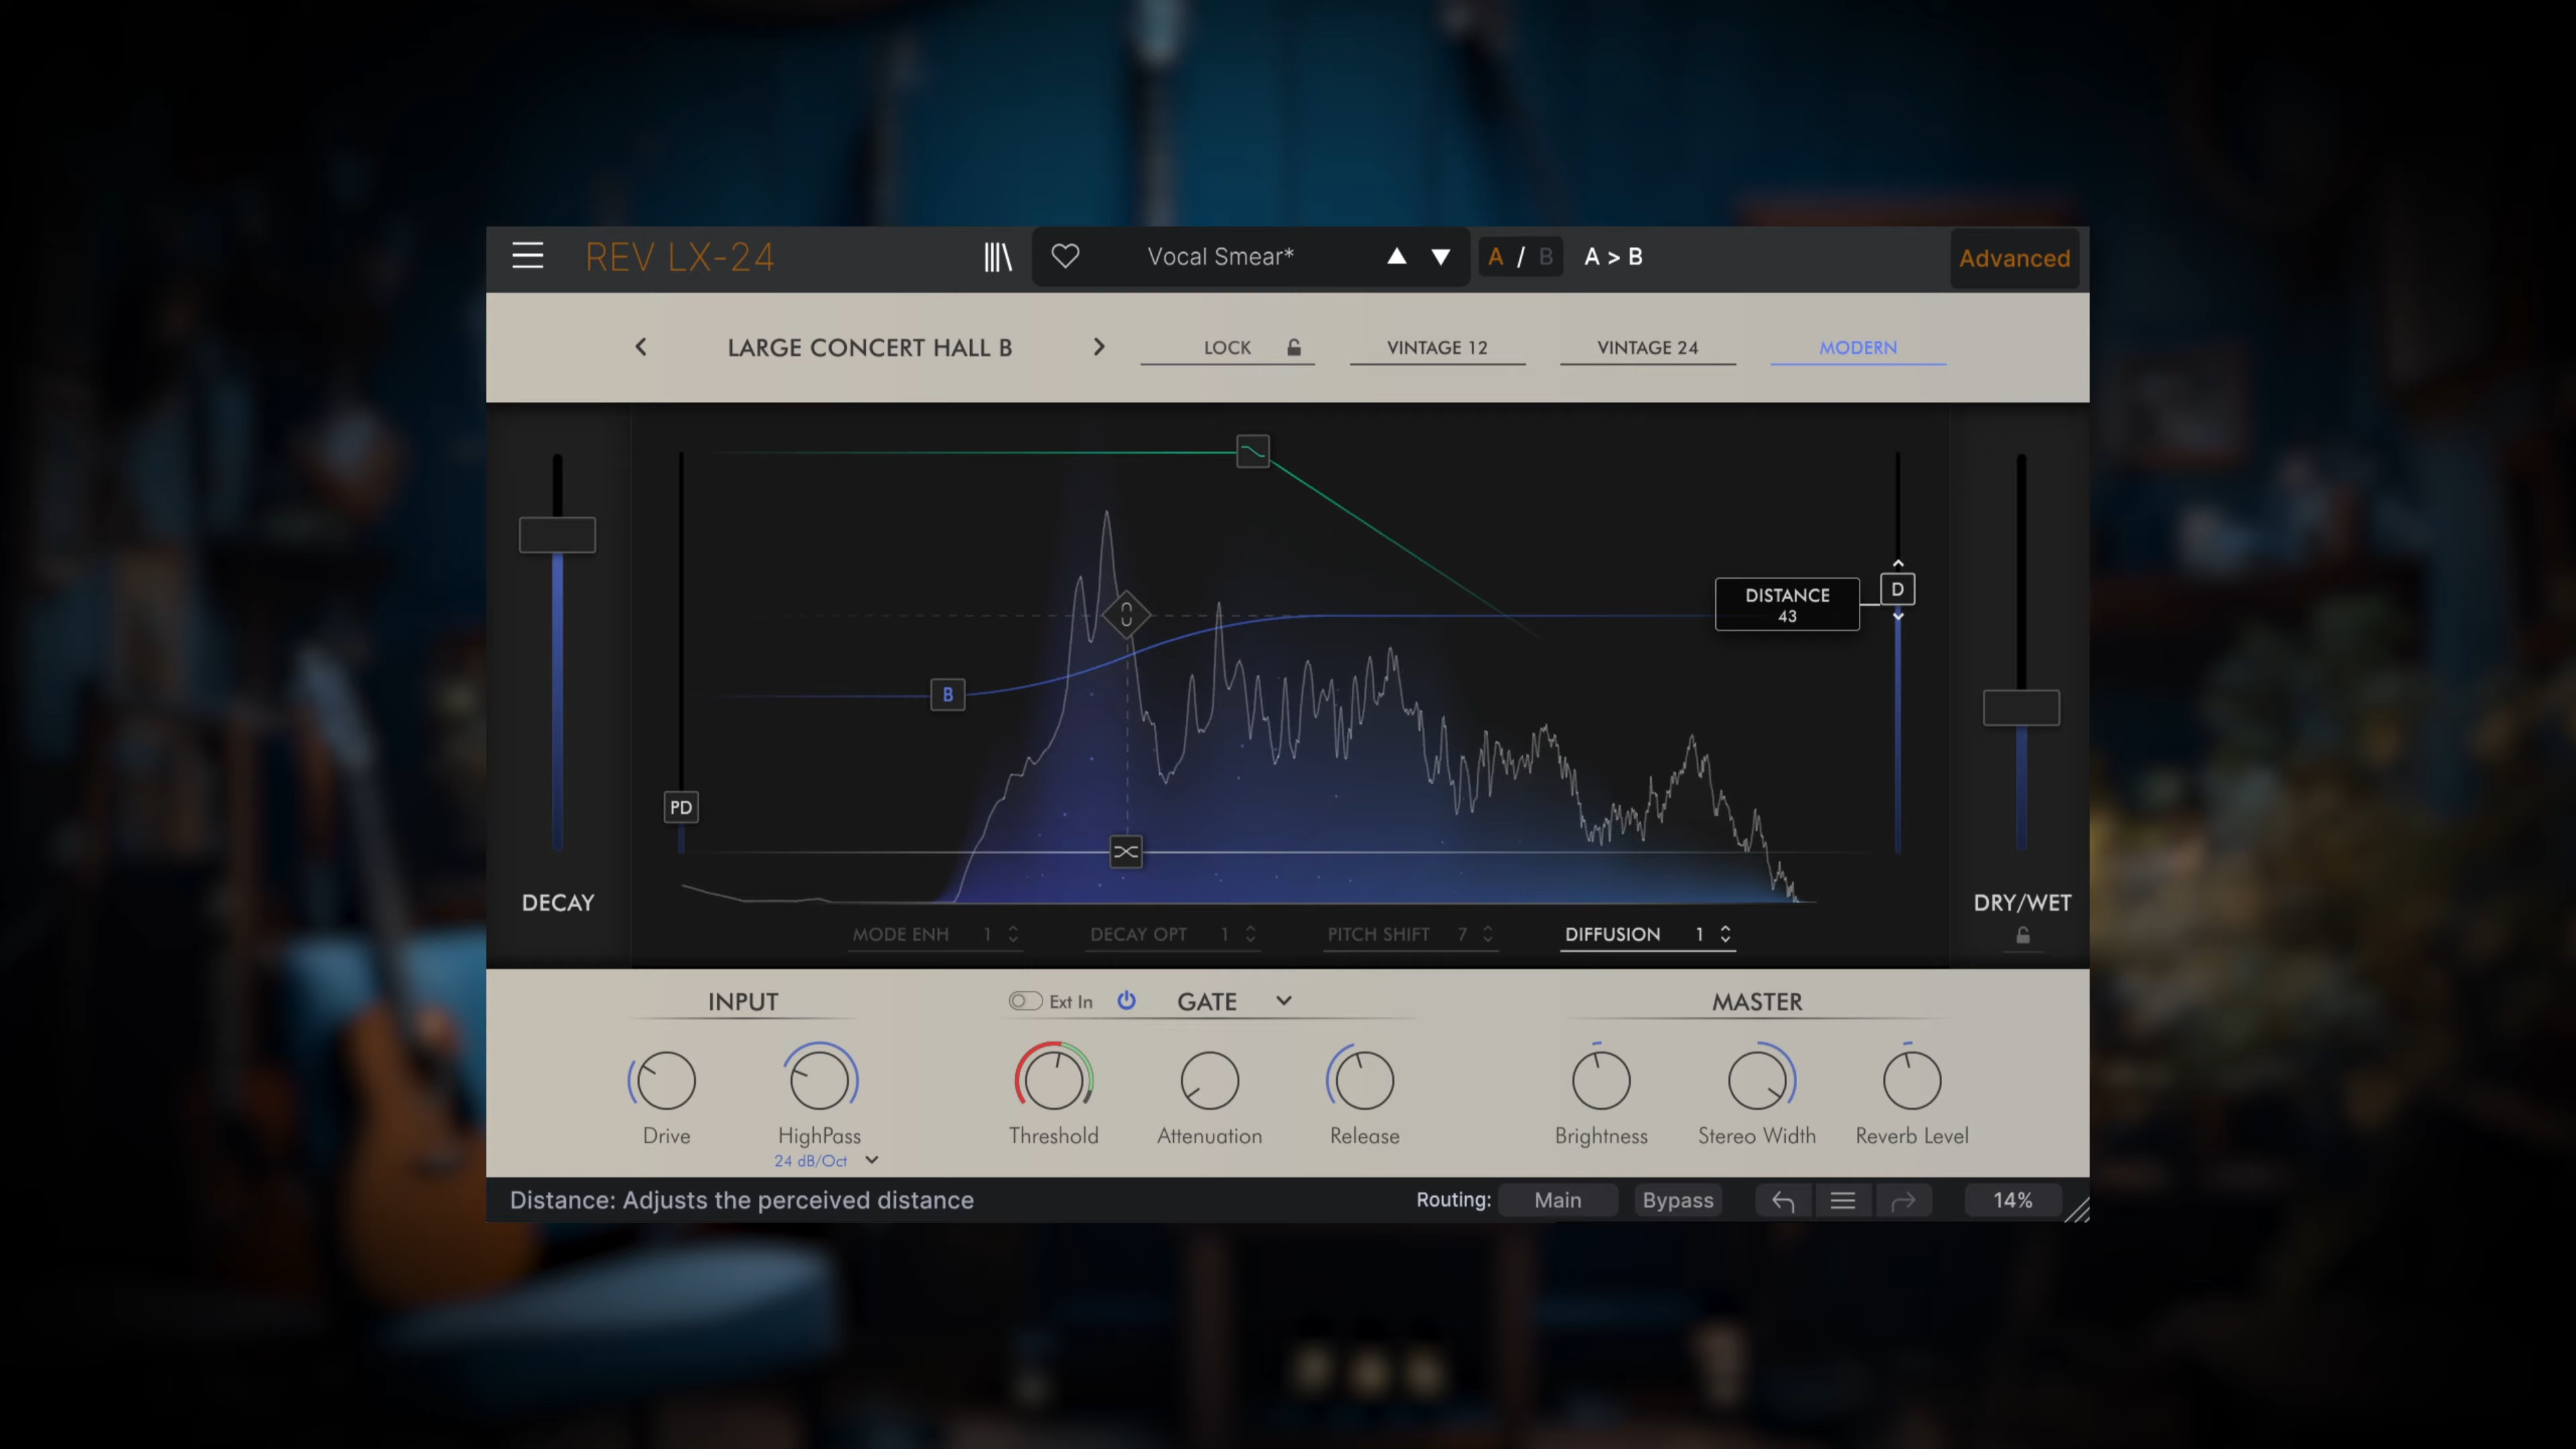 REV LX-24
Vocal Smear*
A / B
A > B
Advanced
LARGE CONCERT HALL B
LOCK
VINTAGE 12
VINTAGE 24
MODERN
DISTANCE
43
D
B
PD
DECAY
DRY/WET
MODE ENH 1
DECAY OPT 1
PITCH SHIFT 7
DIFFUSION 1
INPUT
Ext In
GATE
MASTER
Drive
HighPass
24 dB/Oct
Threshold
Attenuation
Release
Brightness
Stereo Width
Reverb Level
Distance: Adjusts the perceived distance
Routing:
Main
Bypass
14%